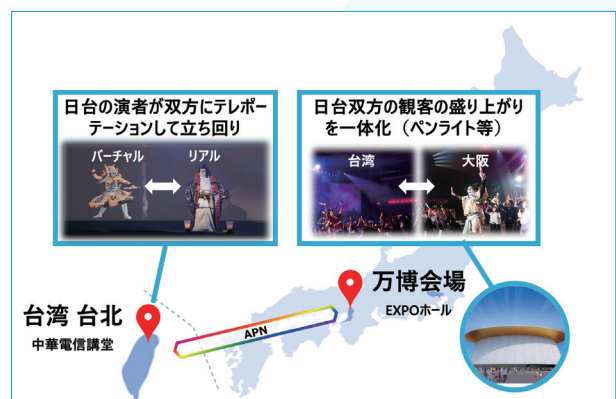 日台の演者が双方にテレポー
テーションして立ち回り
バーチャル
リアル
日台双方の観客の盛り上がり
を一体化（ペンライト等）
台湾
大阪
台湾 台北
中華電信講堂
APN
万博会場
EXPOホール